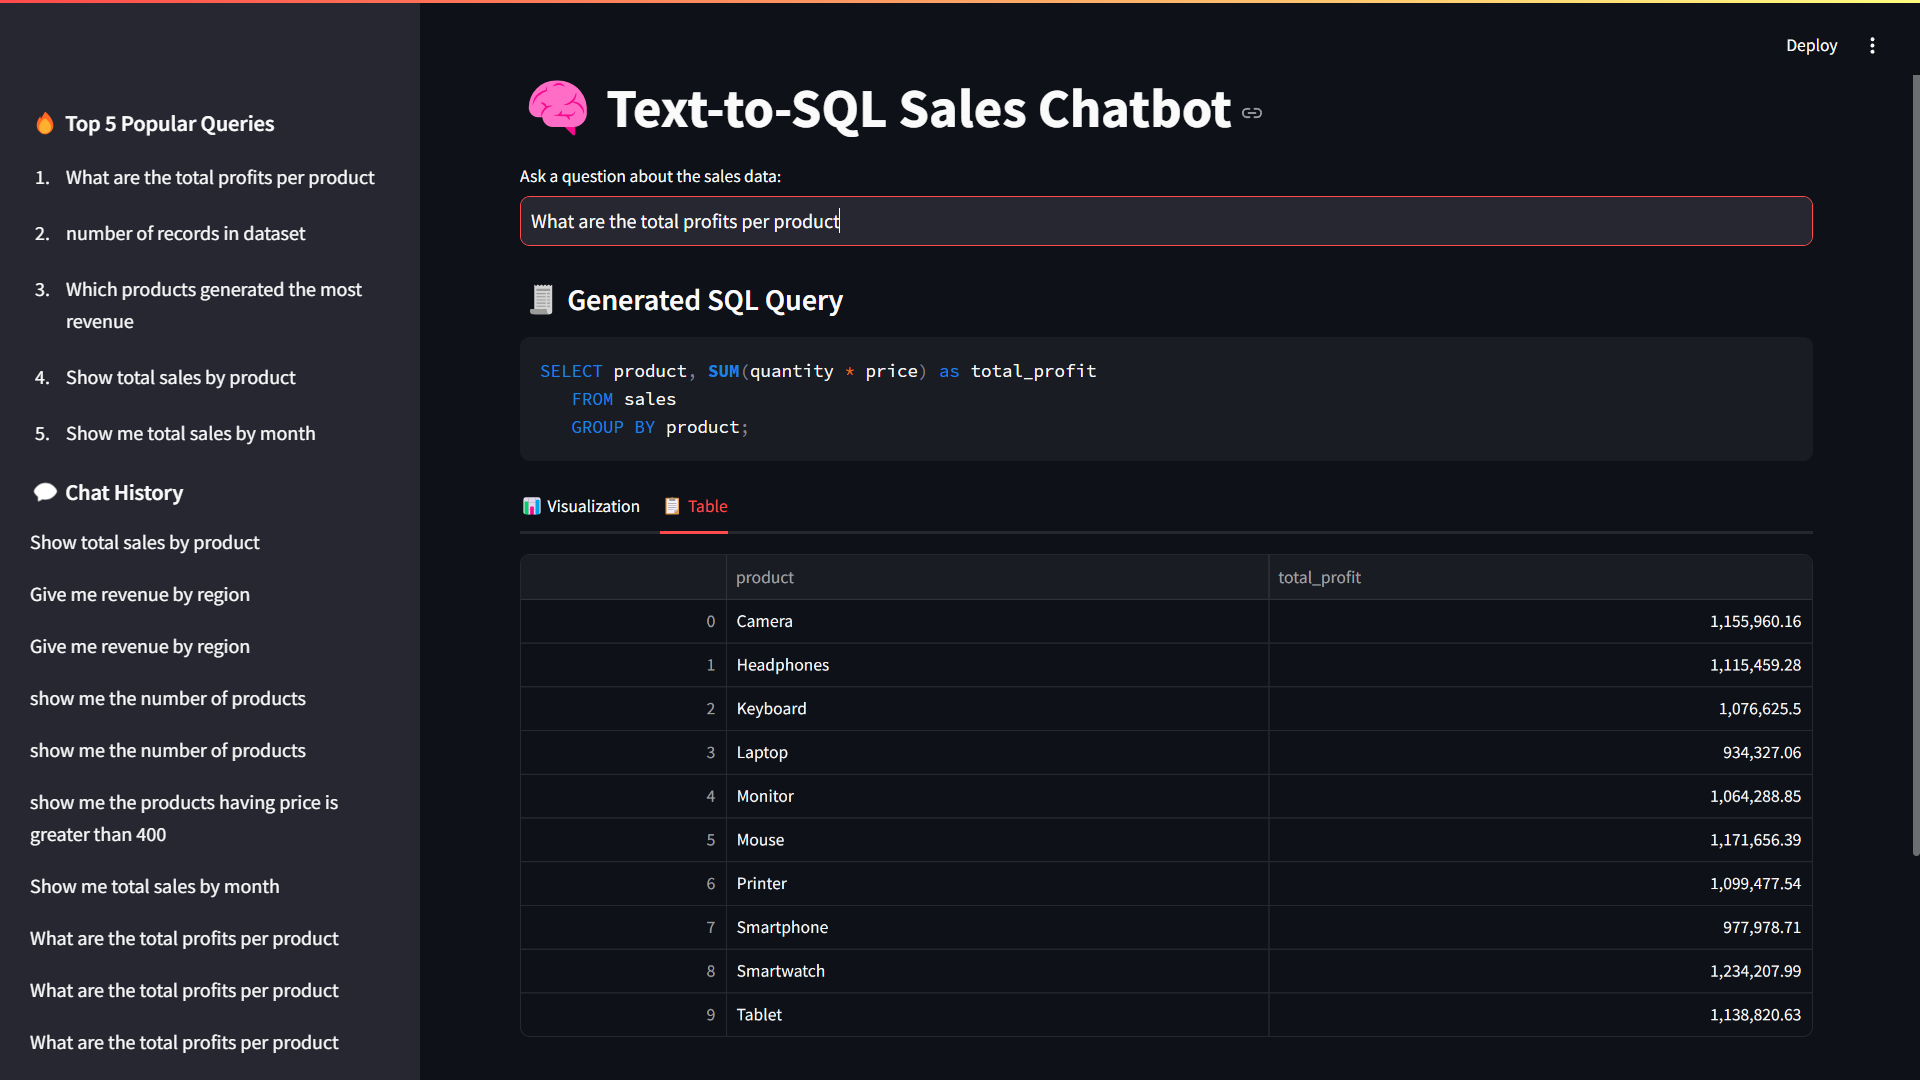 Deploy
Top 5 Popular Queries
1. What are the total profits per product
2. number of records in dataset
3. Which products generated the most
revenue
4. Show total sales by product
5. Show me total sales by month
Chat History
Show total sales by product
Give me revenue by region
Give me revenue by region
show me the number of products
show me the number of products
show me the products having price is
greater than 400
Show me total sales by month
What are the total profits per product
What are the total profits per product
What are the total profits per product
Text-to-SQL Sales Chatbot
Ask a question about the sales data:
What are the total profits per product
Generated SQL Query
SELECT product, SUM(quantity * price) as total_profit
FROM sales
GROUP BY product;
Visualization Table
product total_profit
0 Camera 1,155,960.16
1 Headphones 1,115,459.28
2 Keyboard 1,076,625.5
3 Laptop 934,327.06
4 Monitor 1,064,288.85
5 Mouse 1,171,656.39
6 Printer 1,099,477.54
7 Smartphone 977,978.71
8 Smartwatch 1,234,207.99
9 Tablet 1,138,820.63